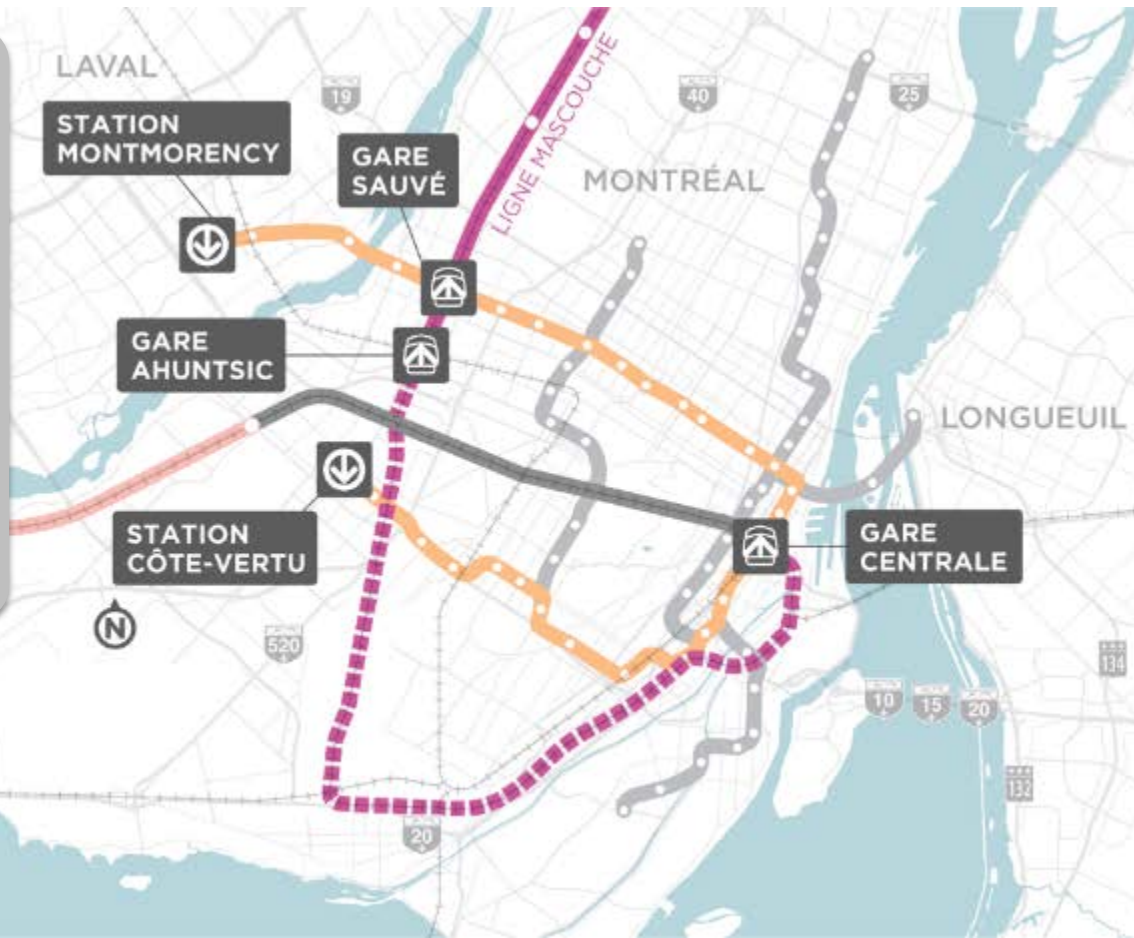 LAVAL
19
40
25
STATION
MONTMORENCY
GARE
SAUVÉ
LIGNE MASCOUCHE
MONTRÉAL
GARE
AHUNTSIC
LONGUEUIL
STATION
CÔTE-VERTU
GARE
CENTRALE
N
520
134
10
15
20
132
20